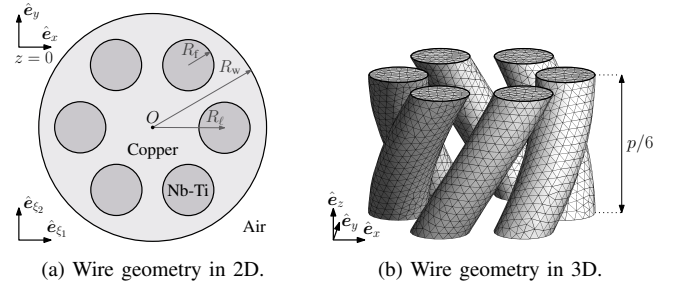 ê_y
ê_x
z = 0
R_f
R_w
O
R_ℓ
Copper
Nb-Ti
ê_ξ₂
ê_ξ₁
Air
(a) Wire geometry in 2D.
p/6
ê_z
ê_y
ê_x
(b) Wire geometry in 3D.